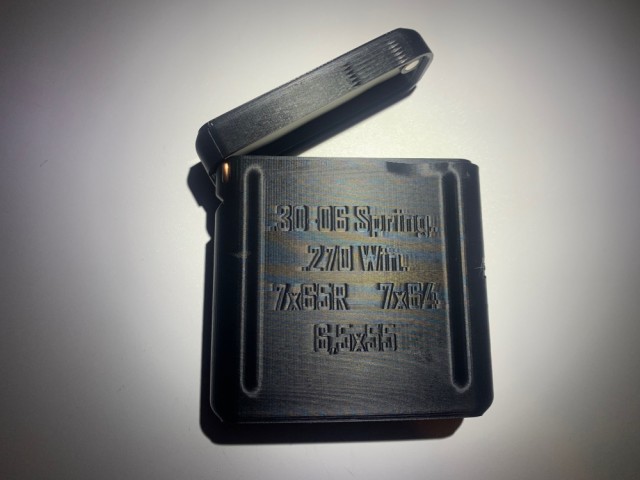 .30-06 Springf.
.270 Win.
7x65R 7x64
6,5x55